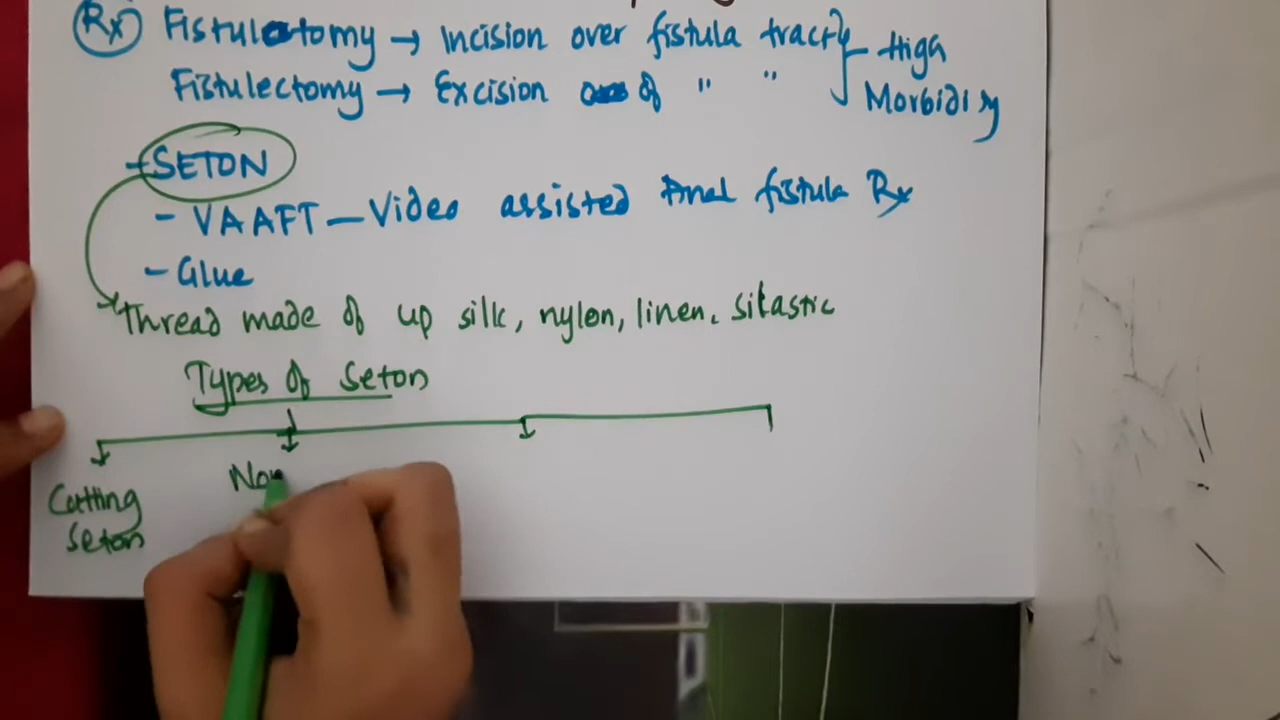 Rx Fistulotomy → Incision over fistula tract High
Fistulectomy → Excision of " " Morbidity
- SETON
- VAAFT - Video assisted Anal fistula Rx
- Glue
Thread made of up silk, nylon, linen, silastic
Types of Seton
Cutting Seton
Non